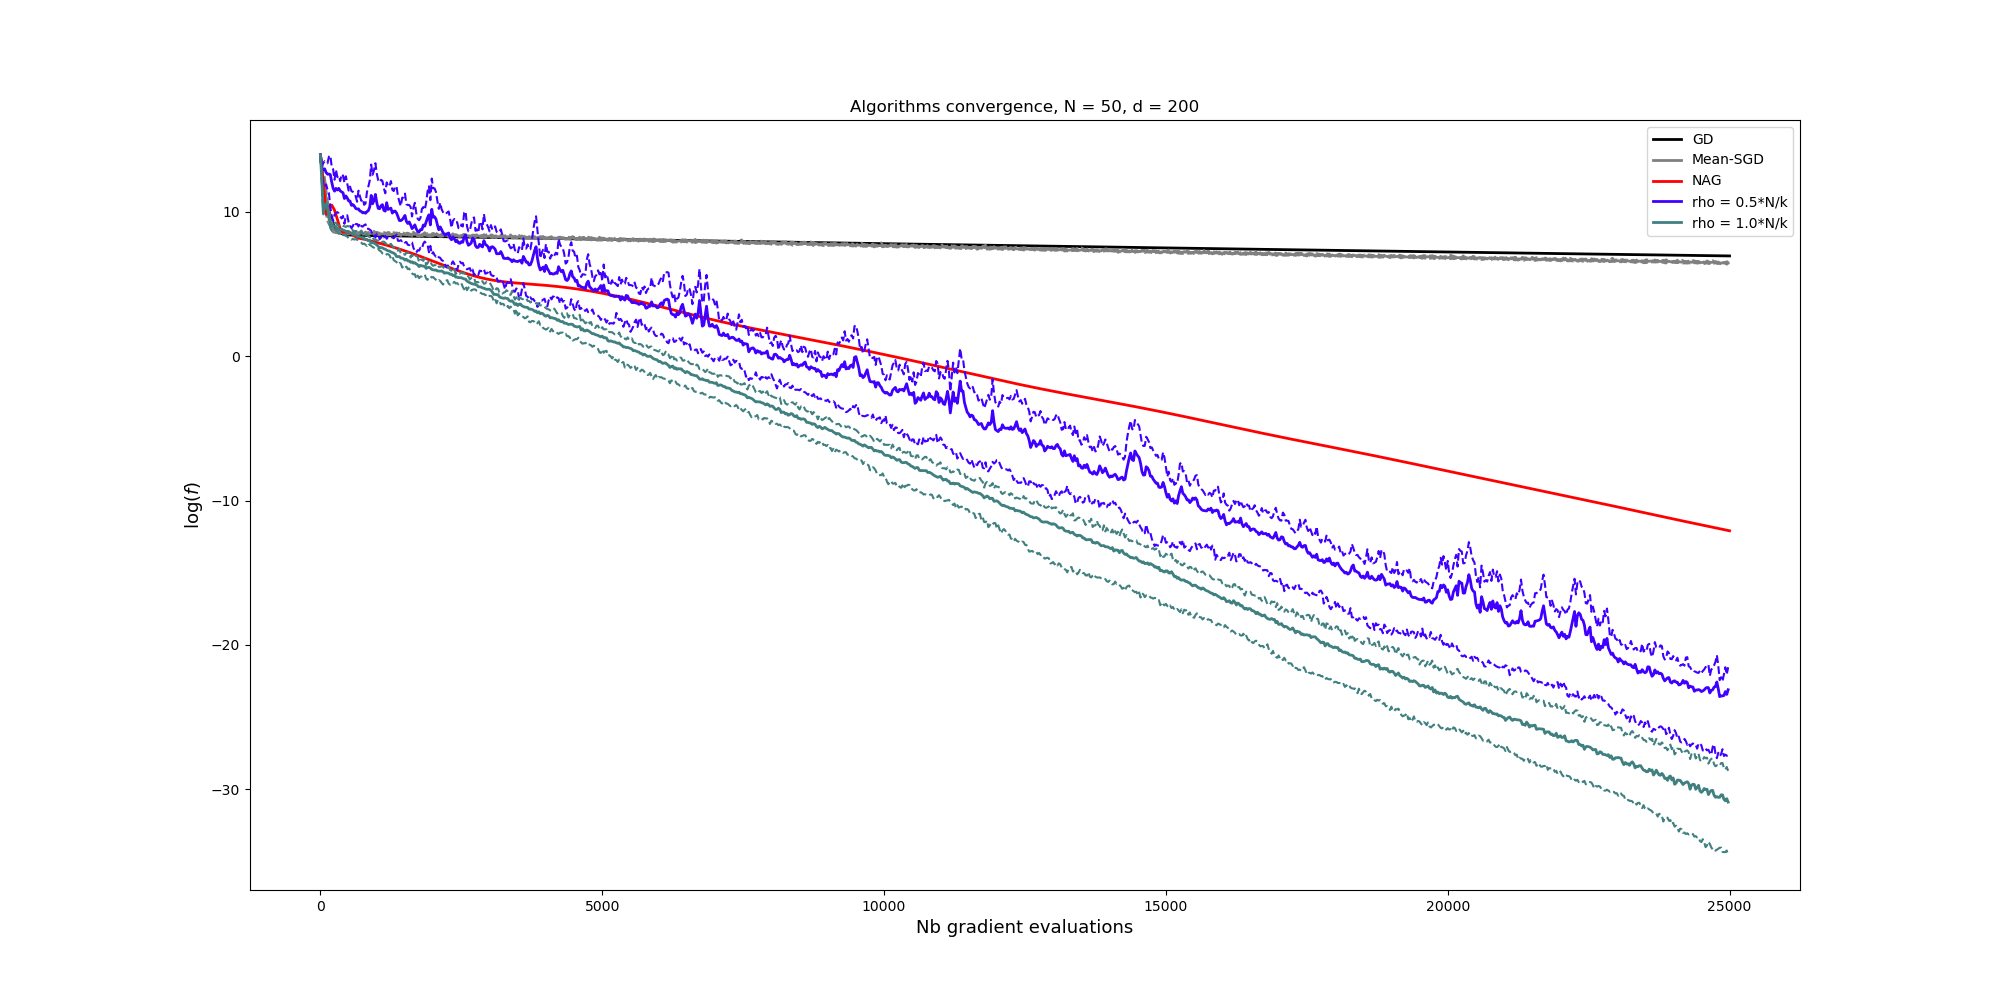 Algorithms convergence, N = 50, d = 200
GD
Mean-SGD
NAG
rho = 0.5*N/k
rho = 1.0*N/k
log(f)
10
0
−10
−20
−30
0
5000
10000
15000
20000
25000
Nb gradient evaluations